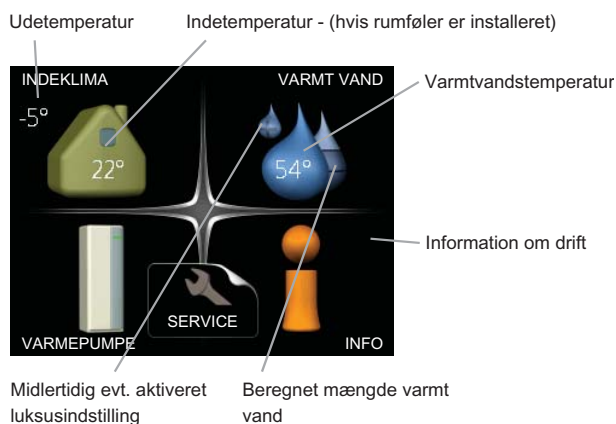 Udetemperatur
Indetemperatur - (hvis rumføler er installeret)
INDEKLIMA
VARMT VAND
Varmtvandstemperatur
-5°
22°
54°
Information om drift
SERVICE
VARMEPUMPE
INFO
Midlertidig evt. aktiveret
luksusindstilling
Beregnet mængde varmt
vand